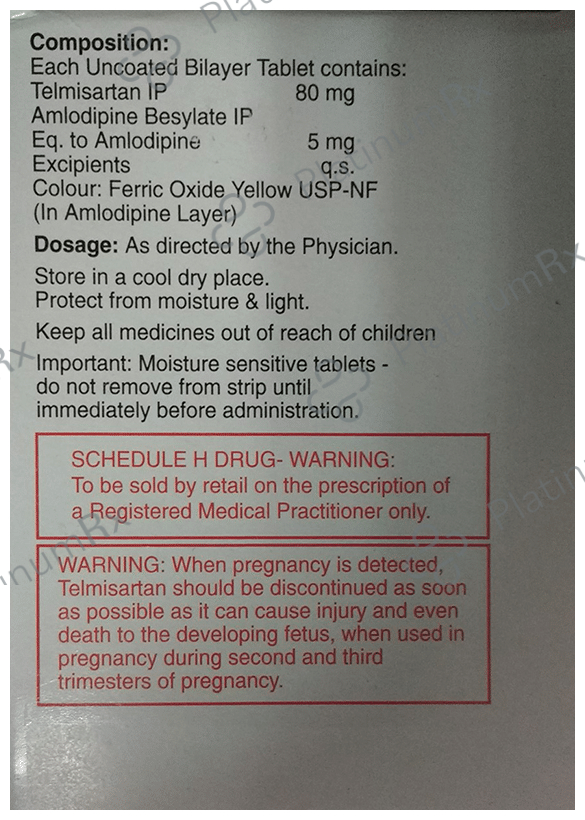 Composition:
Each Uncoated Bilayer Tablet contains:
Telmisartan IP 80 mg
Amlodipine Besylate IP
Eq. to Amlodipine 5 mg
Excipients q.s.
Colour: Ferric Oxide Yellow USP-NF
(In Amlodipine Layer)
Dosage: As directed by the Physician.
Store in a cool dry place.
Protect from moisture & light.
Keep all medicines out of reach of children
Important: Moisture sensitive tablets -
do not remove from strip until
immediately before administration.
SCHEDULE H DRUG- WARNING:
To be sold by retail on the prescription of
a Registered Medical Practitioner only.
WARNING: When pregnancy is detected,
Telmisartan should be discontinued as soon
as possible as it can cause injury and even
death to the developing fetus, when used in
pregnancy during second and third
trimesters of pregnancy.
PlatinumRx